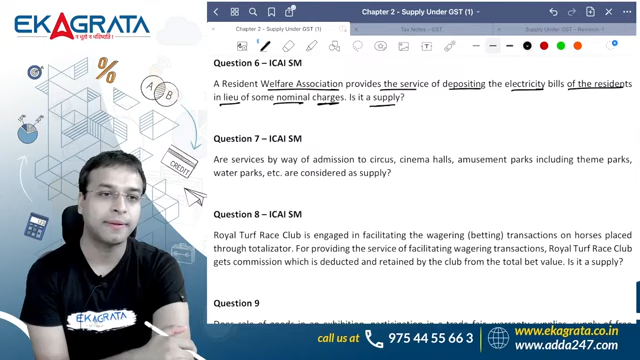 EKAGRATA
Chapter 2 - Supply Under GST (1)
Chapter 2 - Supply Under GST (1)
Tax Notes - GST
Question 6 – ICAI SM
A Resident Welfare Association provides the service of depositing the electricity bills of the residents
in lieu of some nominal charges. Is it a supply?
Question 7 – ICAI SM
Are services by way of admission to circus, cinema halls, amusement parks including theme parks,
water parks, etc. are considered as supply?
Question 8 – ICAI SM
Royal Turf Race Club is engaged in facilitating the wagering (betting) transactions on horses placed
through totalizator. For providing the service of facilitating wagering transactions, Royal Turf Race Club
gets commission which is deducted and retained by the club from the total bet value. Is it a supply?
Question 9
%
A
B
CREDIT
EKAGRATA
call us at
975 44 55 66 3
www.ekagrata.co.in
www.adda247.com